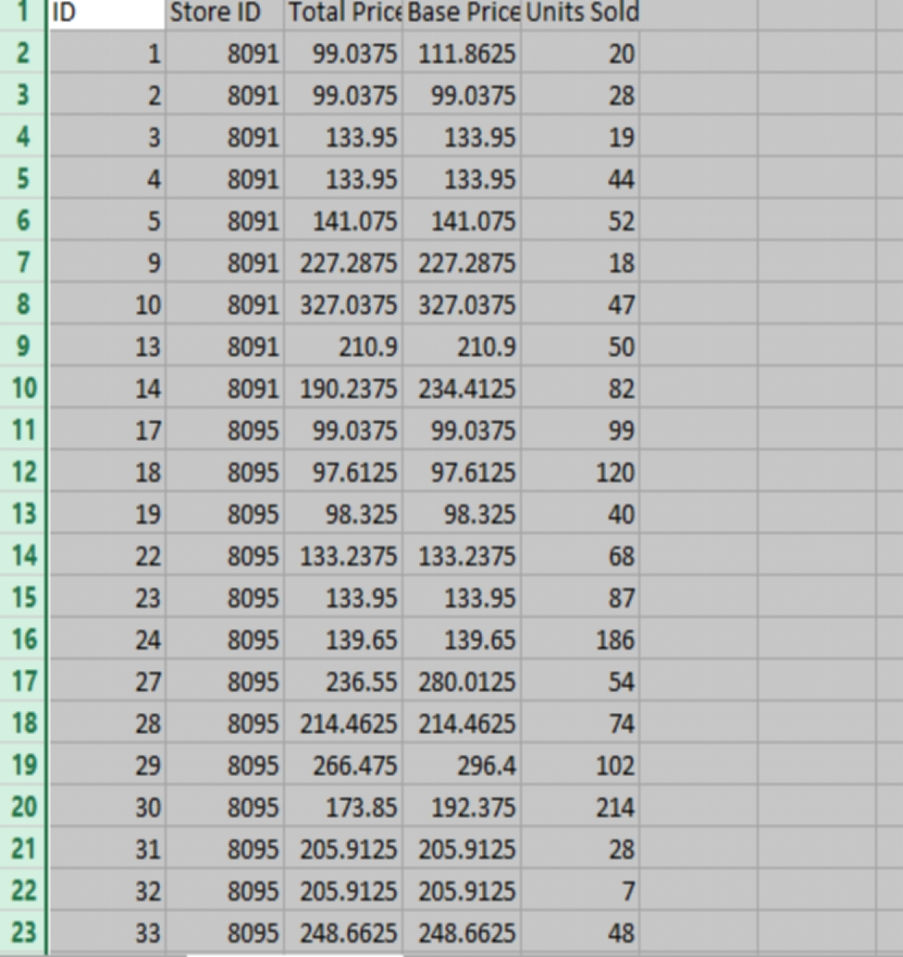 1 ID Store ID Total Price Base Price Units Sold
2 1 8091 99.0375 111.8625 20
3 2 8091 99.0375 99.0375 28
4 3 8091 133.95 133.95 19
5 4 8091 133.95 133.95 44
6 5 8091 141.075 141.075 52
7 9 8091 227.2875 227.2875 18
8 10 8091 327.0375 327.0375 47
9 13 8091 210.9 210.9 50
10 14 8091 190.2375 234.4125 82
11 17 8095 99.0375 99.0375 99
12 18 8095 97.6125 97.6125 120
13 19 8095 98.325 98.325 40
14 22 8095 133.2375 133.2375 68
15 23 8095 133.95 133.95 87
16 24 8095 139.65 139.65 186
17 27 8095 236.55 280.0125 54
18 28 8095 214.4625 214.4625 74
19 29 8095 266.475 296.4 102
20 30 8095 173.85 192.375 214
21 31 8095 205.9125 205.9125 28
22 32 8095 205.9125 205.9125 7
23 33 8095 248.6625 248.6625 48